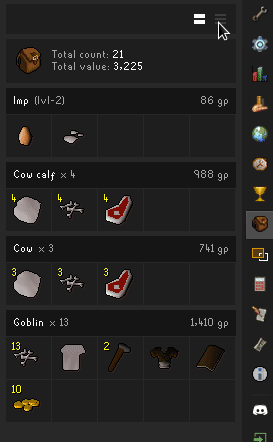 Total count: 21
Total value: 3,225
Imp (lvl-2) 86 gp
Cow calf x 4 988 gp
4 4 4
Cow x 3 741 gp
3 3 3
Goblin x 13 1,410 gp
13 2
10